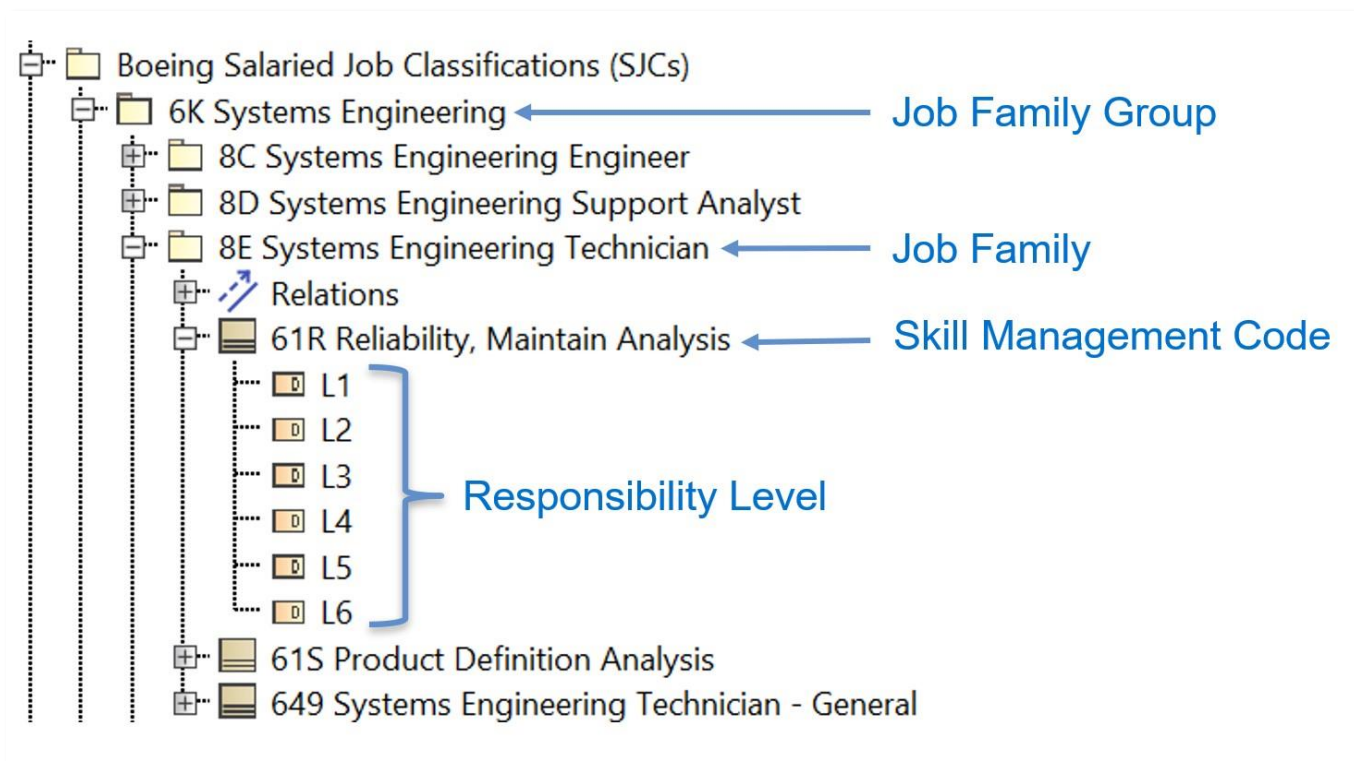 Boeing Salaried Job Classifications (SJCs)
6K Systems Engineering Job Family Group
8C Systems Engineering Engineer
8D Systems Engineering Support Analyst
8E Systems Engineering Technician Job Family
Relations
61R Reliability, Maintain Analysis Skill Management Code
L1
L2
L3
L4
Responsibility Level
L5
L6
61S Product Definition Analysis
649 Systems Engineering Technician - General